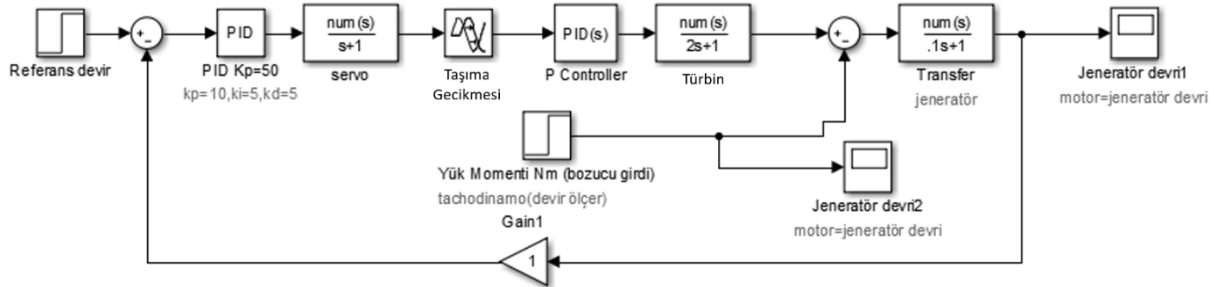 Referans devir
+
-
PID
PID Kp=50
kp=10,ki=5,kd=5
num(s)
s+1
servo
Taşıma
Gecikmesi
PID(s)
P Controller
num(s)
2s+1
Türbin
+
-
num(s)
.1s+1
Transfer
jeneratör
Jeneratör devri1
motor=jeneratör devri
Yük Momenti Nm (bozucu girdi)
tachodinamo(devir ölçer)
Jeneratör devri2
motor=jeneratör devri
Gain1
1